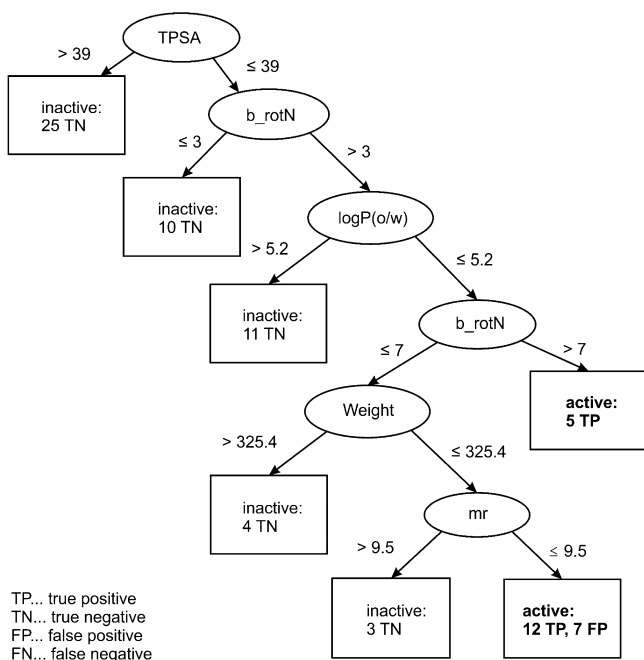 TPSA
> 39
≤ 39
inactive:
25 TN
b_rotN
≤ 3
> 3
inactive:
10 TN
logP(o/w)
> 5.2
≤ 5.2
inactive:
11 TN
b_rotN
≤ 7
> 7
active:
5 TP
Weight
> 325.4
≤ 325.4
inactive:
4 TN
mr
> 9.5
≤ 9.5
inactive:
3 TN
active:
12 TP, 7 FP
TP... true positive
TN... true negative
FP... false positive
FN... false negative